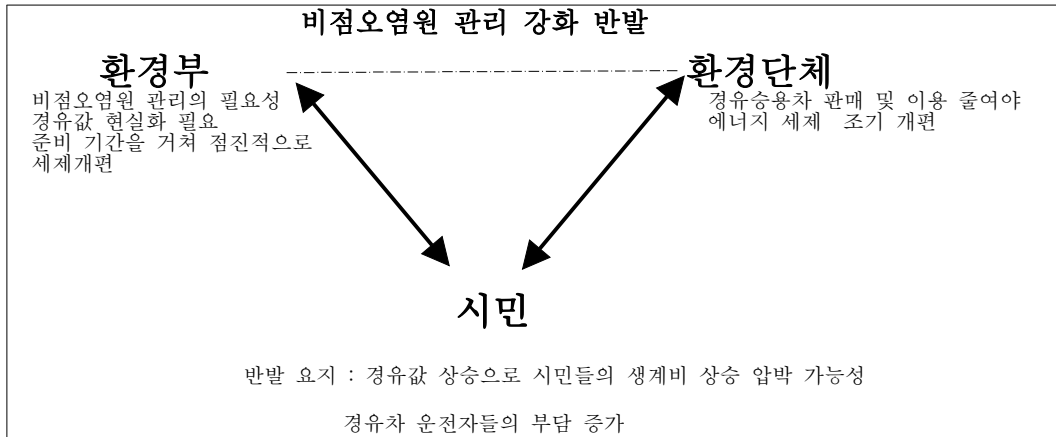 비점오염원 관리 강화 반발
환경부
환경단체
비점오염원 관리의 필요성
경유값 현실화 필요
준비 기간을 거쳐 점진적으로
세제개편
경유승용차 판매 및 이용 줄여야
에너지 세제 조기 개편
시민
반발 요지 : 경유값 상승으로 시민들의 생계비 상승 압박 가능성
경유차 운전자들의 부담 증가